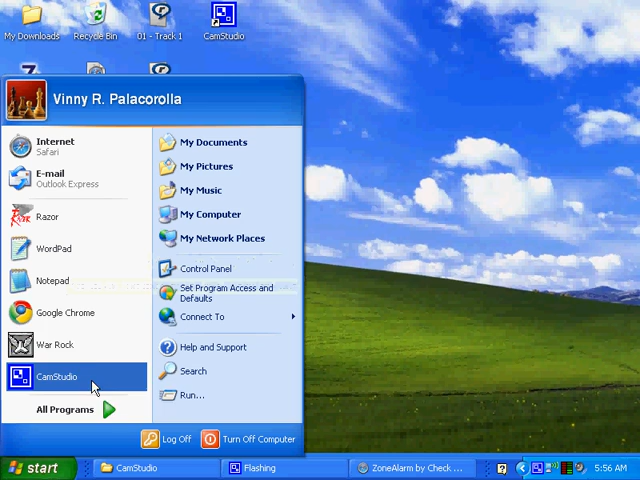 My Downloads
Recycle Bin
01 - Track 1
CamStudio
Vinny R. Palacorolla
Internet
Safari
E-mail
Outlook Express
Razor
WordPad
Notepad
Google Chrome
War Rock
CamStudio
All Programs
My Documents
My Pictures
My Music
My Computer
My Network Places
Control Panel
Set Program Access and
Defaults
Connect To
Help and Support
Search
Run...
Log Off
Turn Off Computer
start
CamStudio
Flashing
ZoneAlarm by Check ...
5:56 AM